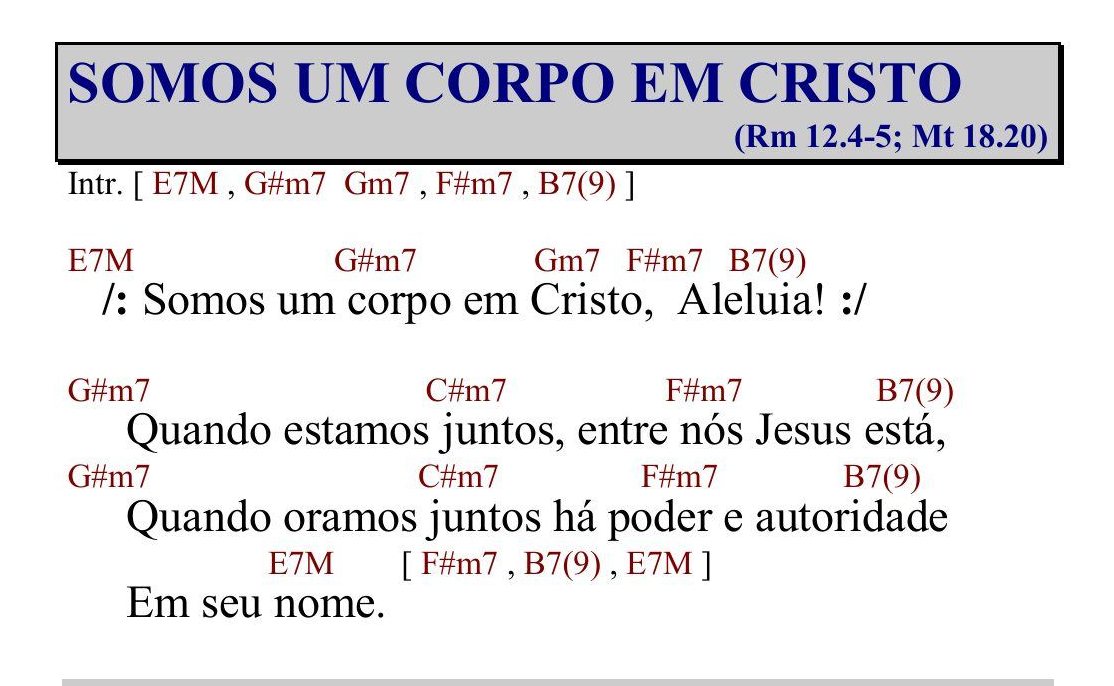 SOMOS UM CORPO EM CRISTO
(Rm 12.4-5; Mt 18.20)
Intr. [ E7M , G#m7 Gm7 , F#m7 , B7(9) ]
E7M G#m7 Gm7 F#m7 B7(9)
/: Somos um corpo em Cristo, Aleluia! :/
G#m7 C#m7 F#m7 B7(9)
Quando estamos juntos, entre nós Jesus está,
G#m7 C#m7 F#m7 B7(9)
Quando oramos juntos há poder e autoridade
E7M [ F#m7 , B7(9) , E7M ]
Em seu nome.